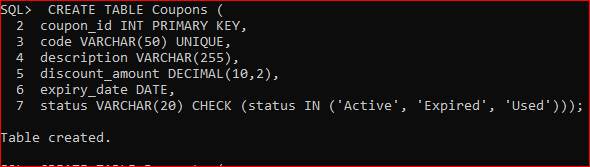 SQL>  CREATE TABLE Coupons (
  2  coupon_id INT PRIMARY KEY,
  3  code VARCHAR(50) UNIQUE,
  4  description VARCHAR(255),
  5  discount_amount DECIMAL(10,2),
  6  expiry_date DATE,
  7  status VARCHAR(20) CHECK (status IN ('Active', 'Expired', 'Used')));
Table created.